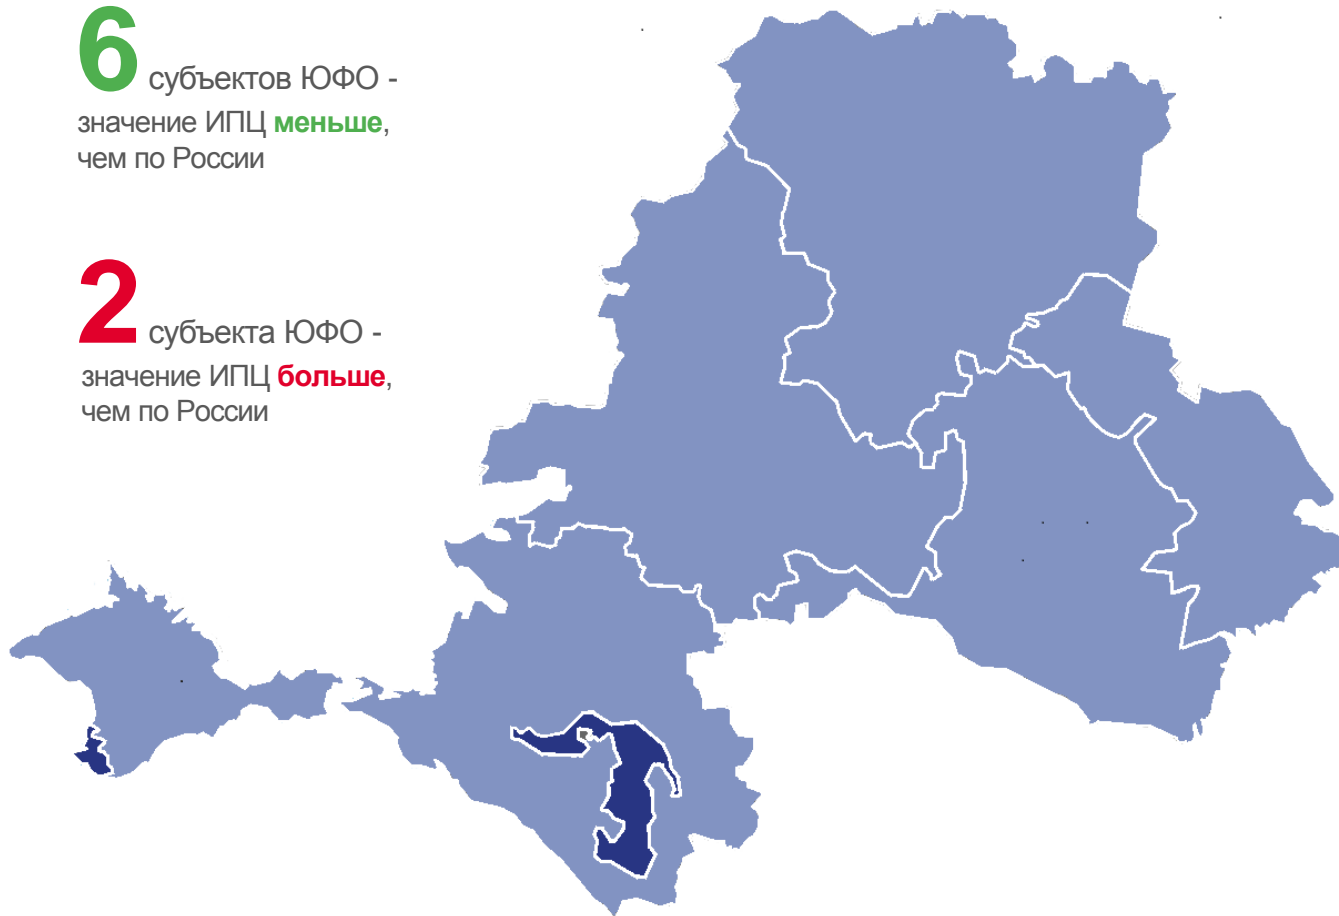 6 субъектов ЮФО -
значение ИПЦ меньше,
чем по России
2 субъекта ЮФО -
значение ИПЦ больше,
чем по России